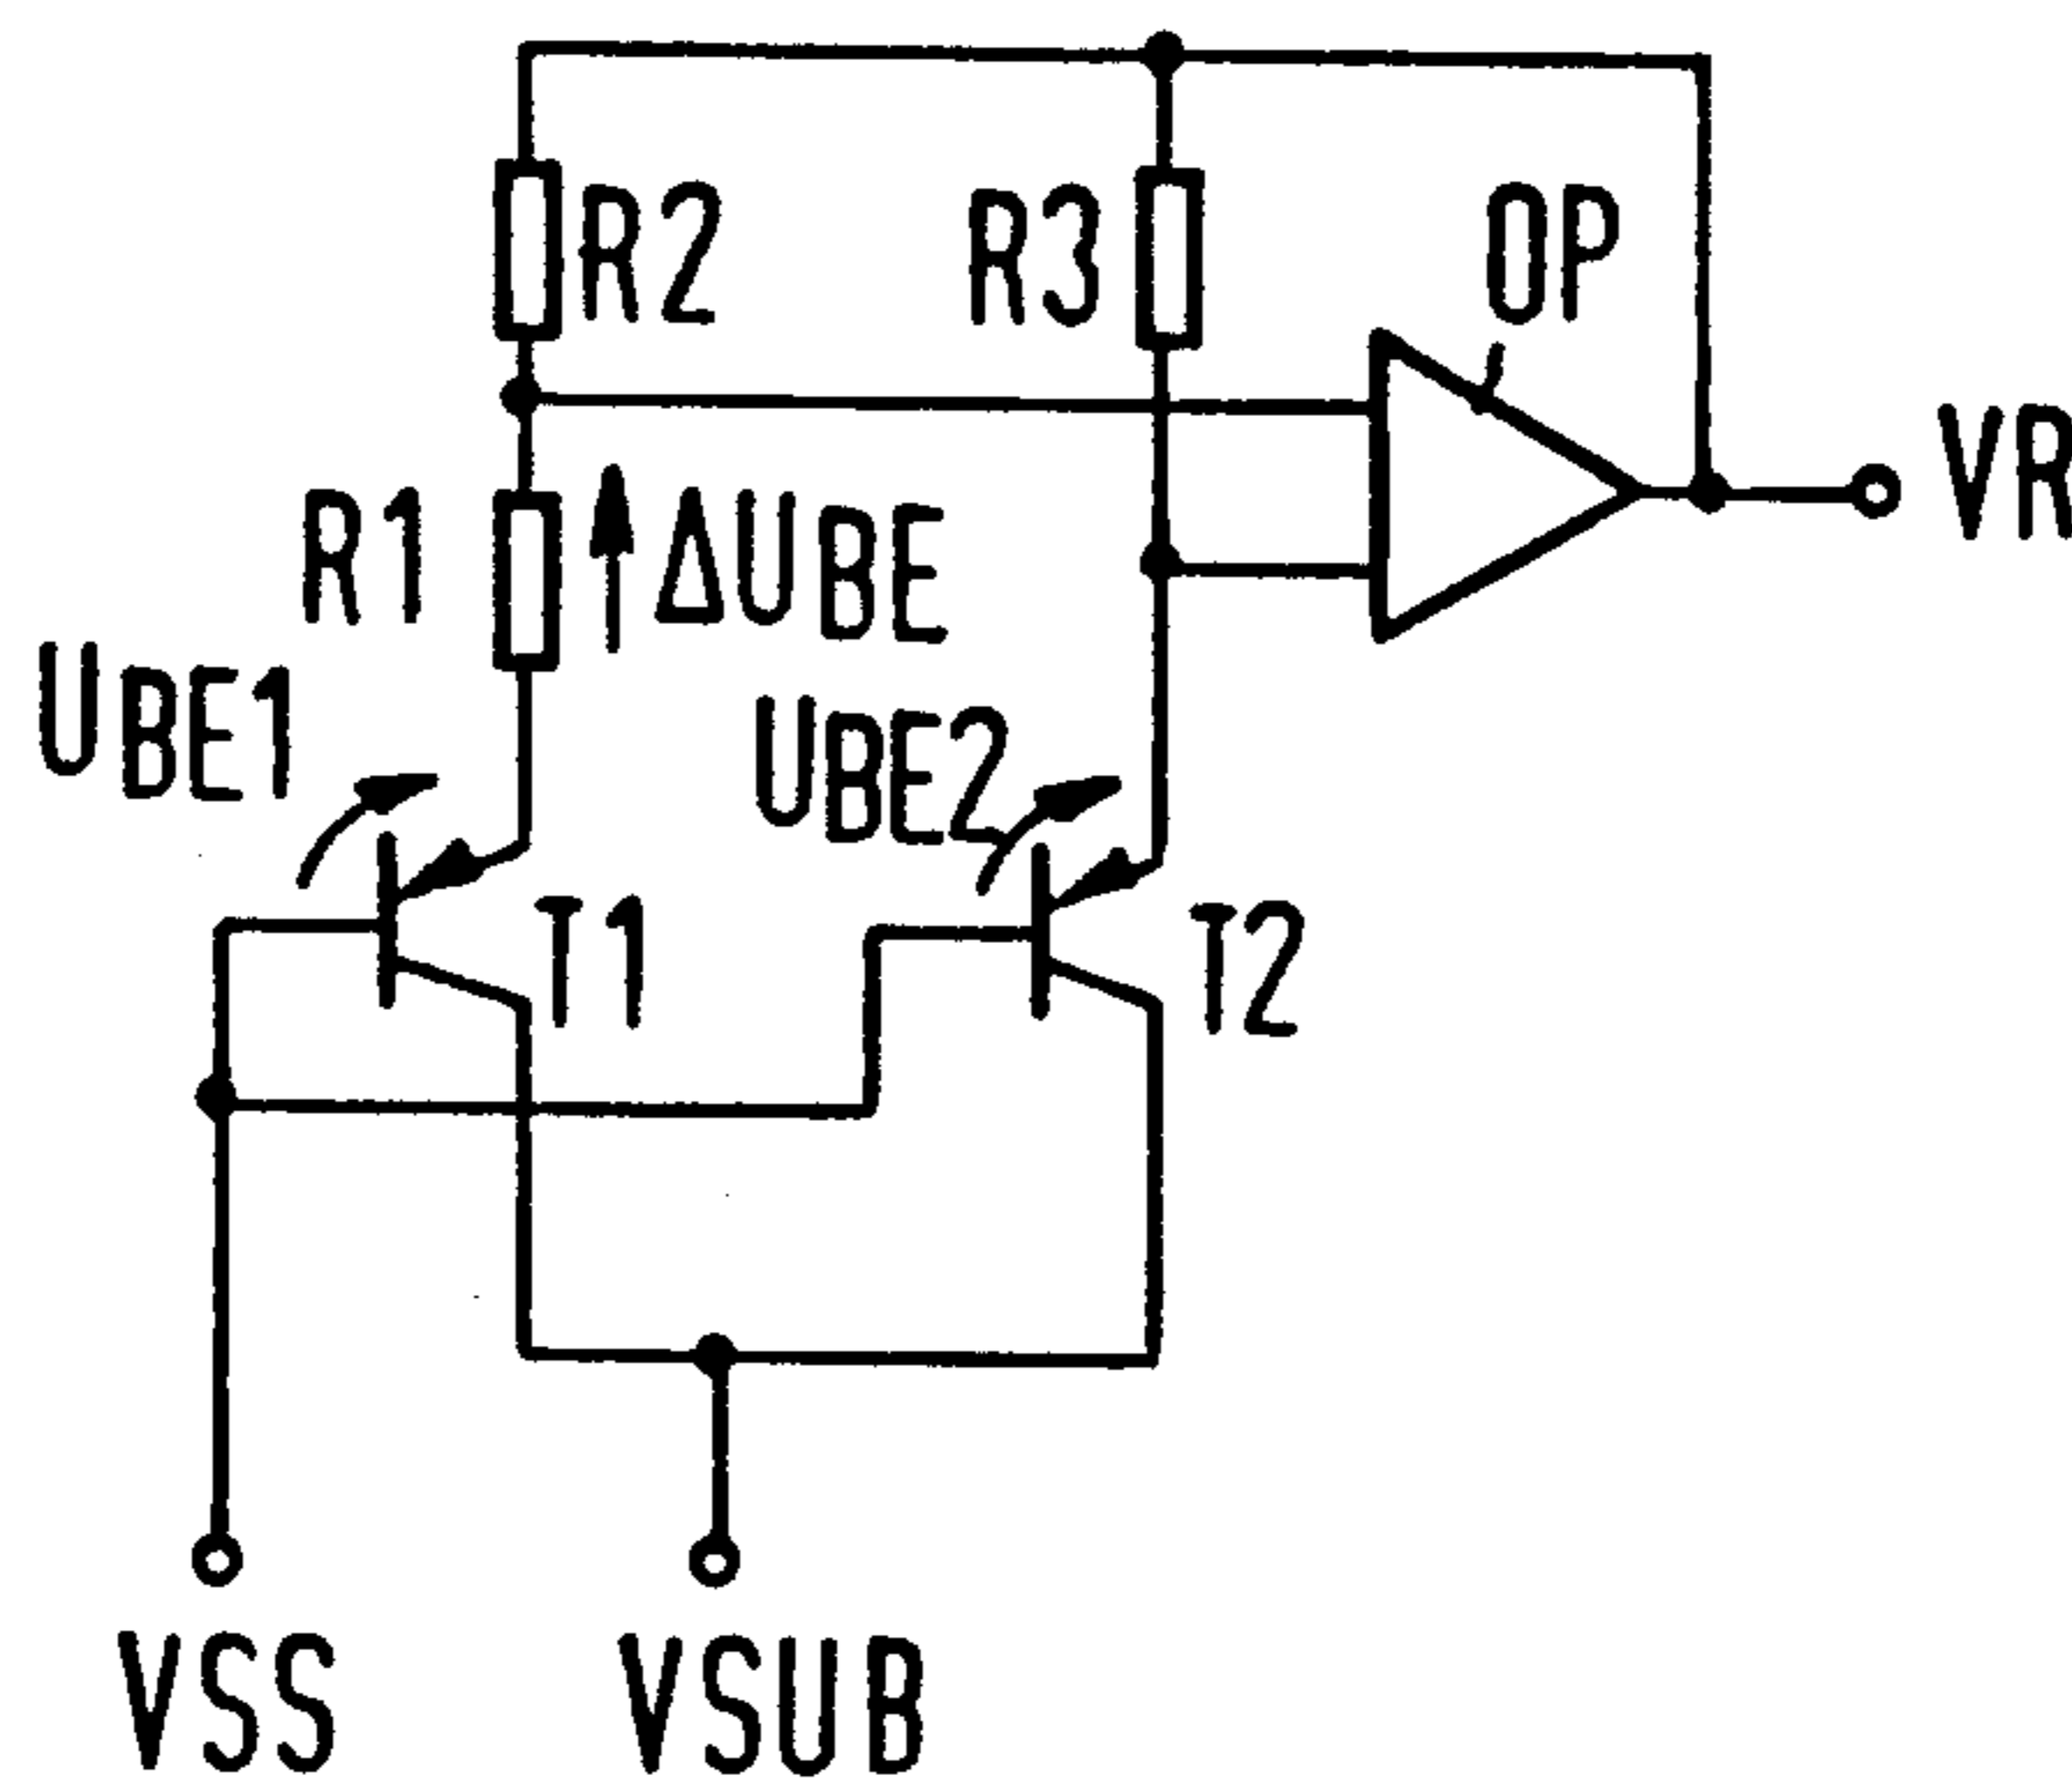 R2
R3
OP
VR
R1
ΔUBE
UBE1
UBE2
T1
T2
VSS
VSUB